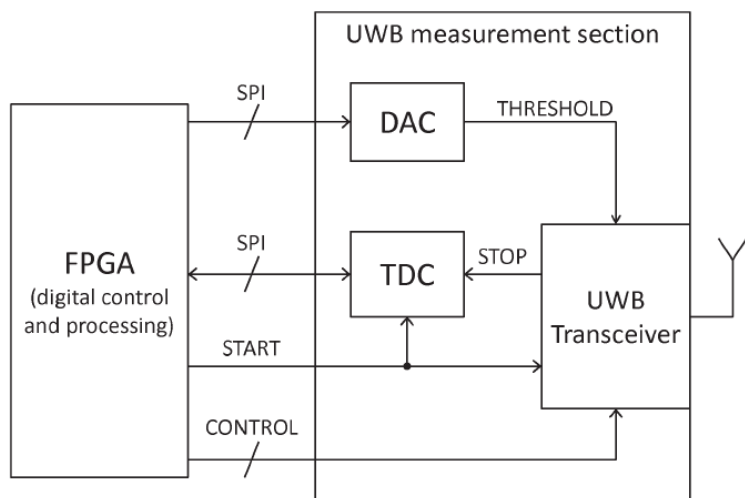 UWB measurement section
SPI
DAC
THRESHOLD
FPGA
(digital control
and processing)
SPI
TDC
STOP
UWB
Transceiver
START
CONTROL